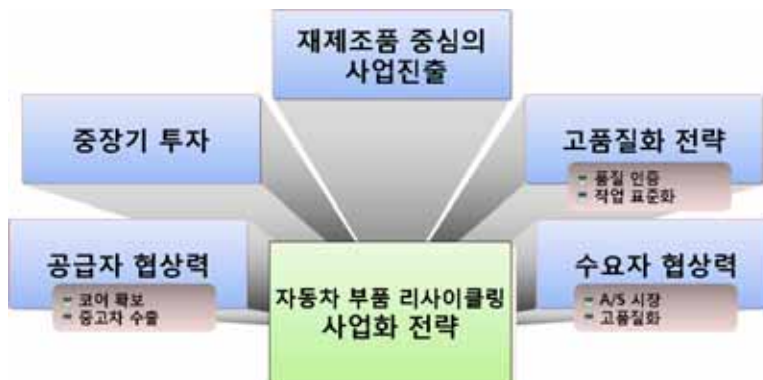 재제조품 중심의
사업진출
중장기 투자
고품질화 전략
품질 인증
작업 표준화
공급자 협상력
코어 확보
중고차 수출
자동차 부품 리사이클링
사업화 전략
수요자 협상력
A/S 시장
고품질화